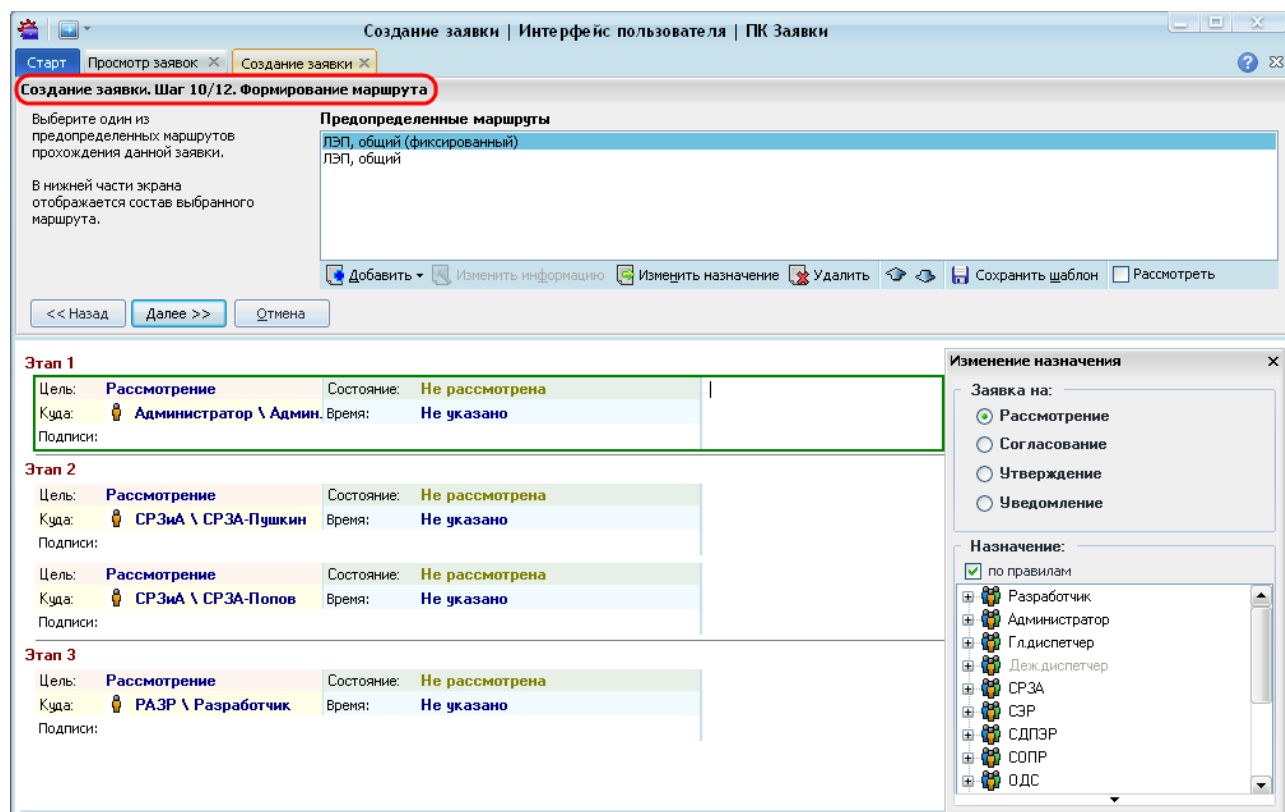 Создание заявки | Интерфейс пользователя | ПК Заявки
Старт
Просмотр заявок
Создание заявки
Создание заявки. Шаг 10/12. Формирование маршрута
Выберите один из
предопределенных маршрутов
прохождения данной заявки.
В нижней части экрана
отображается состав выбранного
маршрута.
Предопределенные маршруты
ЛЭП, общий (фиксированный)
ЛЭП, общий
Добавить
Изменить информацию
Изменить назначение
Удалить
Сохранить шаблон
Рассмотреть
<< Назад
Далее >>
Отмена
Этап 1
Цель: Рассмотрение Состояние: Не рассмотрена
Куда: Администратор \ Админ. Время: Не указано
Подписи:
Этап 2
Цель: Рассмотрение Состояние: Не рассмотрена
Куда: СРЗиА \ СРЗА-Пушкин Время: Не указано
Подписи:
Цель: Рассмотрение Состояние: Не рассмотрена
Куда: СРЗиА \ СРЗА-Попов Время: Не указано
Подписи:
Этап 3
Цель: Рассмотрение Состояние: Не рассмотрена
Куда: РАЗР \ Разработчик Время: Не указано
Подписи:
Изменение назначения
Заявка на:
Рассмотрение
Согласование
Утверждение
Уведомление
Назначение:
по правилам
Разработчик
Администратор
Гл.диспетчер
Деж.диспетчер
СРЗА
СЭР
СДПЭР
СОПР
ОДС